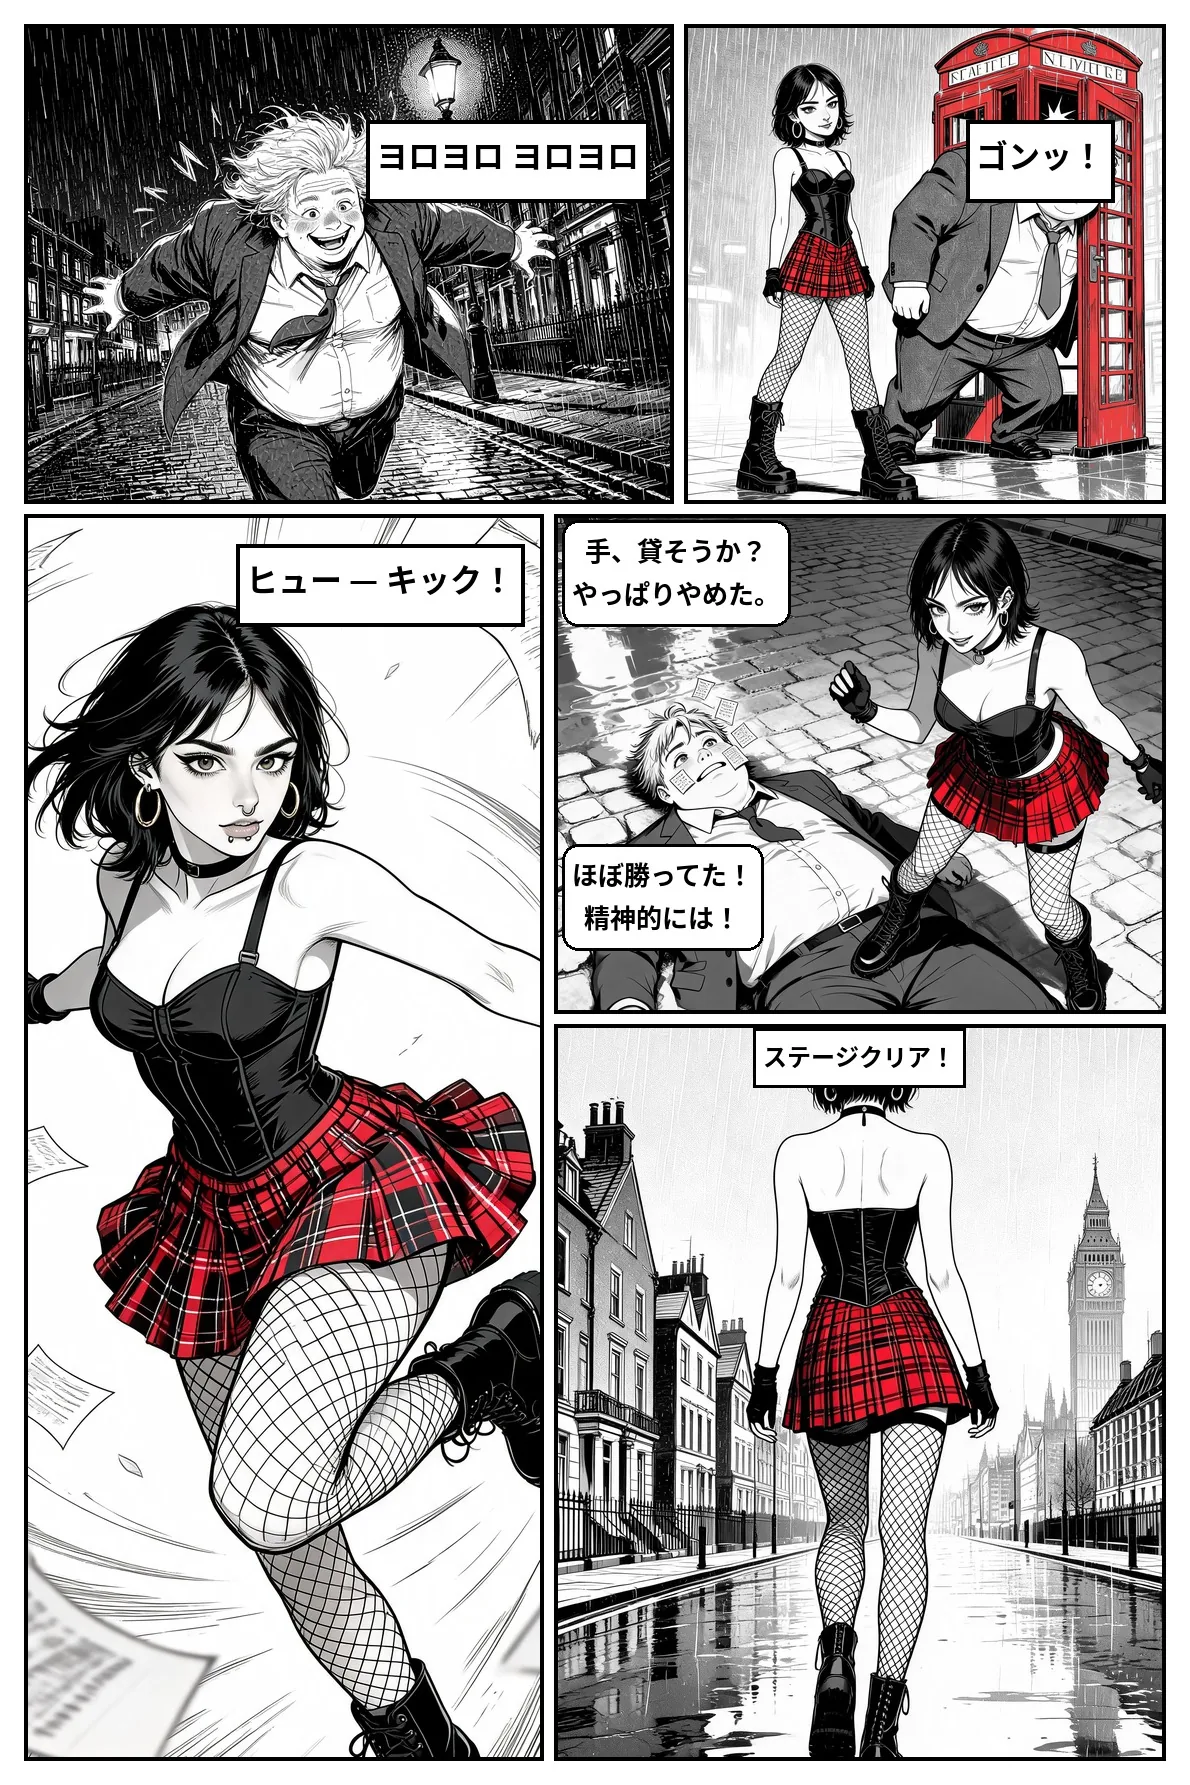 ヨロヨロ ヨロヨロ
ゴンッ！
ヒュー — キック！
手、貸そうか？
やっぱりやめた。
ほぼ勝ってた！
精神的には！
ステージクリア！